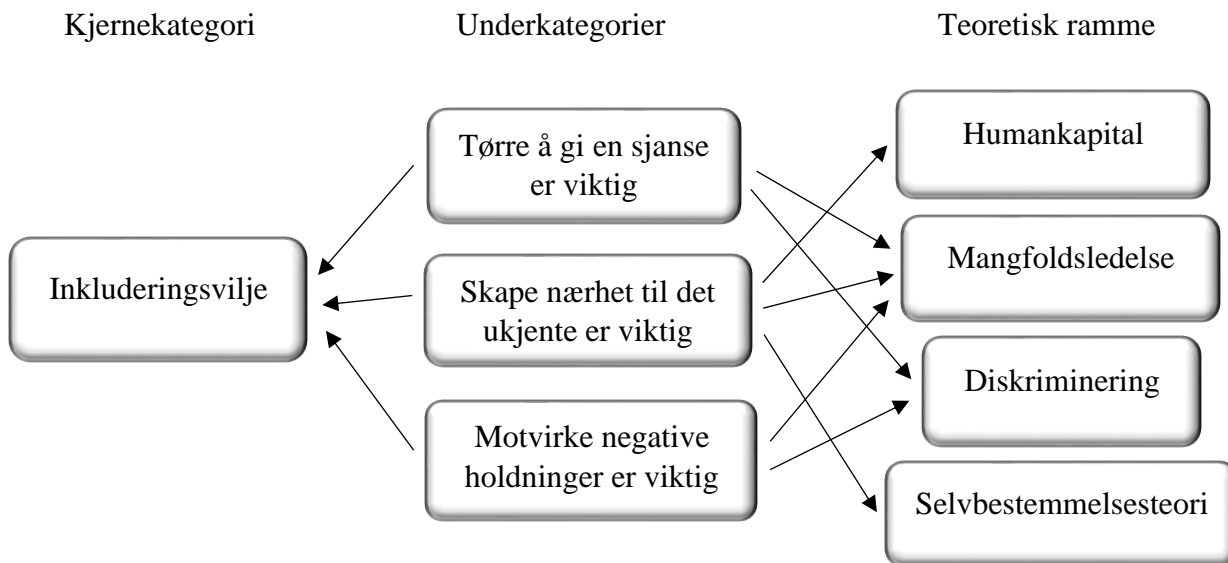 Kjernekategori
Underkategorier
Teoretisk ramme
Inkluderingsvilje
Tørre å gi en sjanse
er viktig
Skape nærhet til det
ukjente er viktig
Motvirke negative
holdninger er viktig
Humankapital
Mangfoldsledelse
Diskriminering
Selvbestemmelsesteori